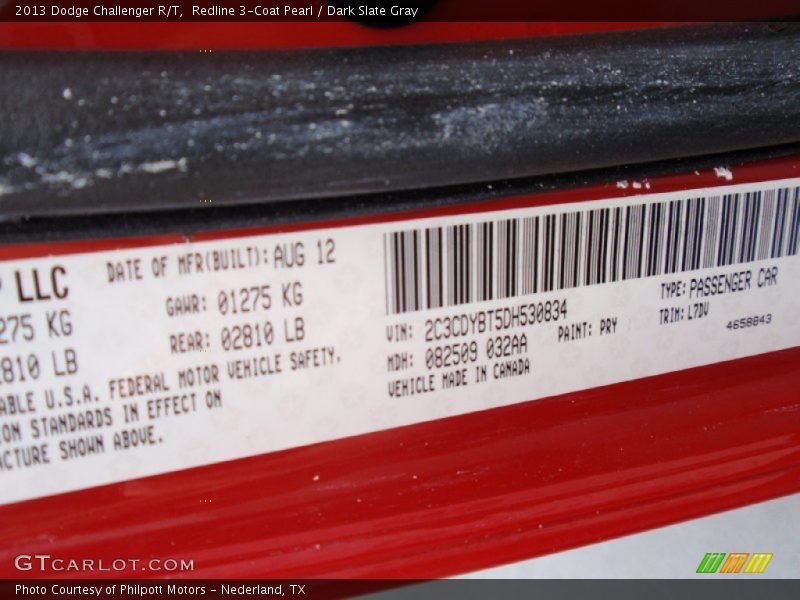 2013 Dodge Challenger R/T, Redline 3-Coat Pearl / Dark Slate Gray
LLC DATE OF MFR(BUILT): AUG 12
275 KG GAWR: 01275 KG
810 LB REAR: 02810 LB
ABLE U.S.A. FEDERAL MOTOR VEHICLE SAFETY,
ON STANDARDS IN EFFECT ON
ACTURE SHOWN ABOVE.
VIN: 2C3CDYBT5DH530834 TYPE: PASSENGER CAR
MDH: 082509 032AA PAINT: PRY TRIM: L7DV
VEHICLE MADE IN CANADA 4658843
GTCARLOT.COM
Photo Courtesy of Philpott Motors - Nederland, TX